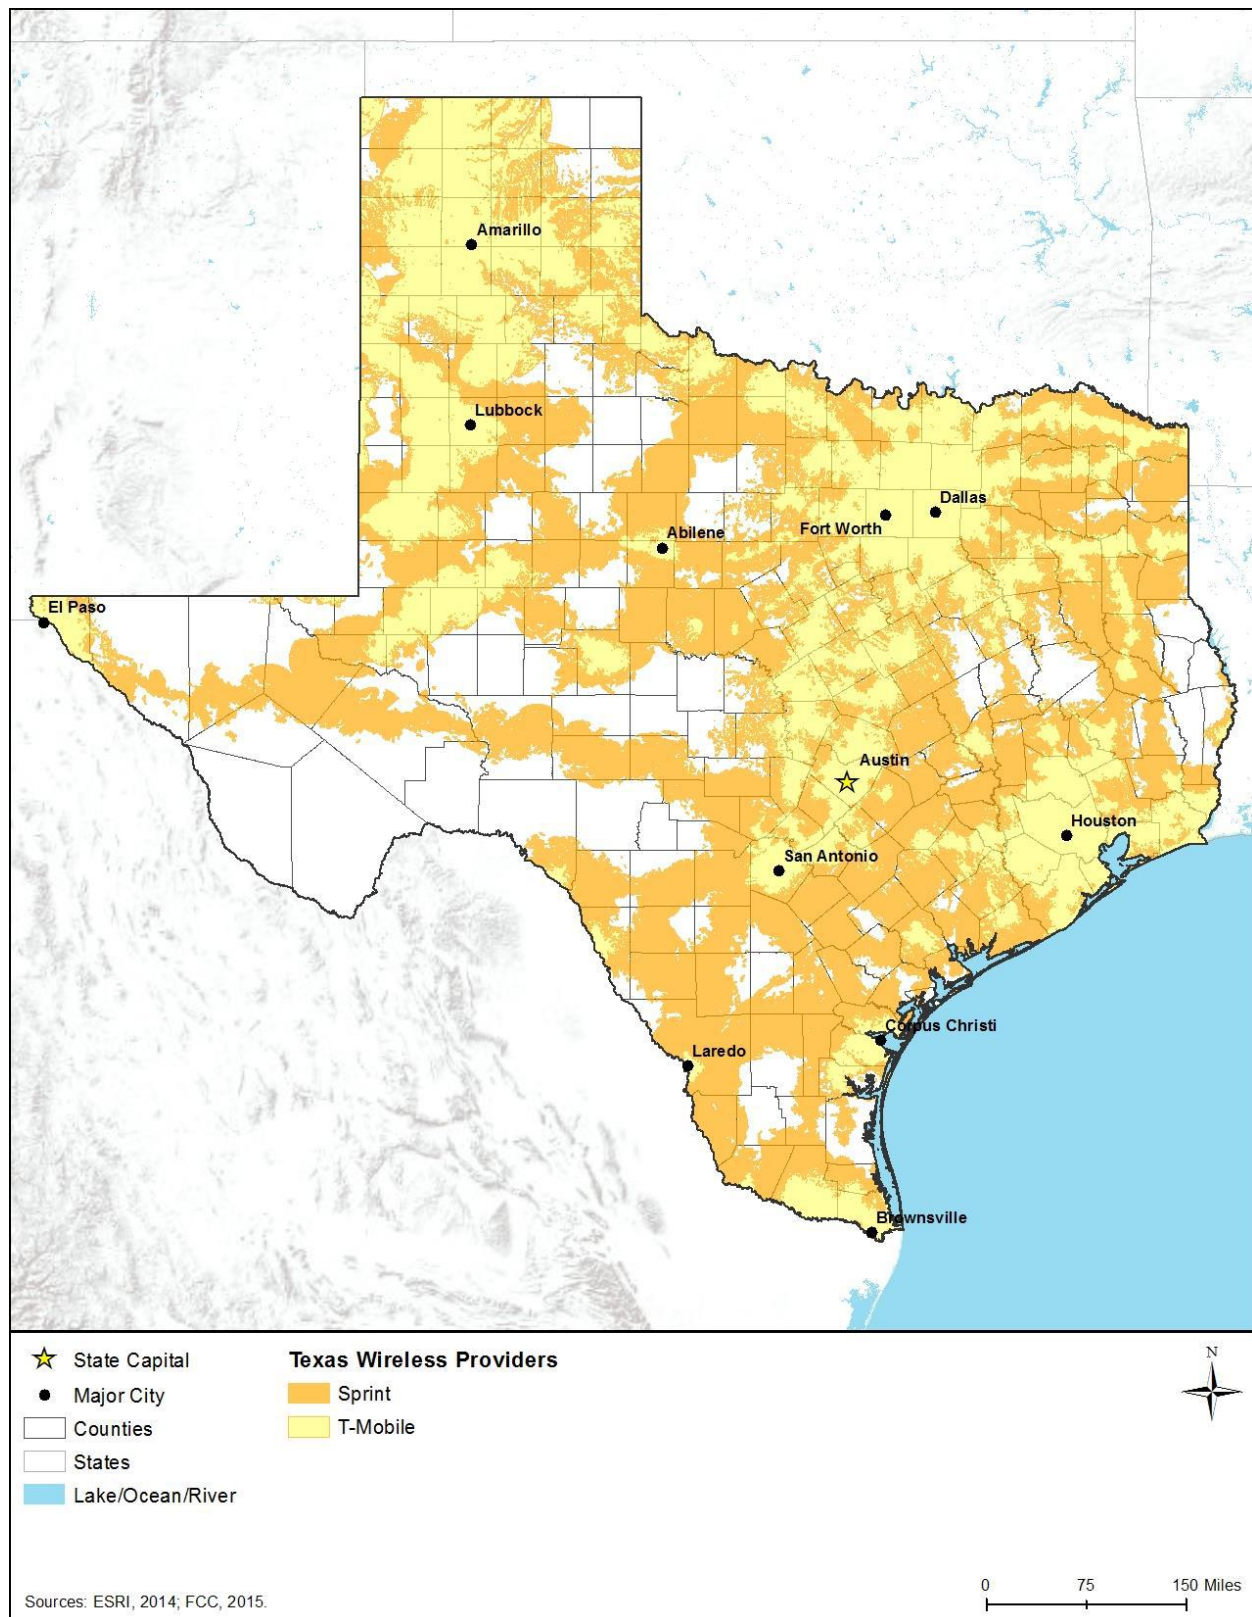 Amarillo
Lubbock
Dallas
Fort Worth
Abilene
El Paso
Austin
Houston
San Antonio
Corpus Christi
Laredo
Brownsville
State Capital
Major City
Counties
States
Lake/Ocean/River
Texas Wireless Providers
Sprint
T-Mobile
N
0 75 150 Miles
Sources: ESRI, 2014; FCC, 2015.